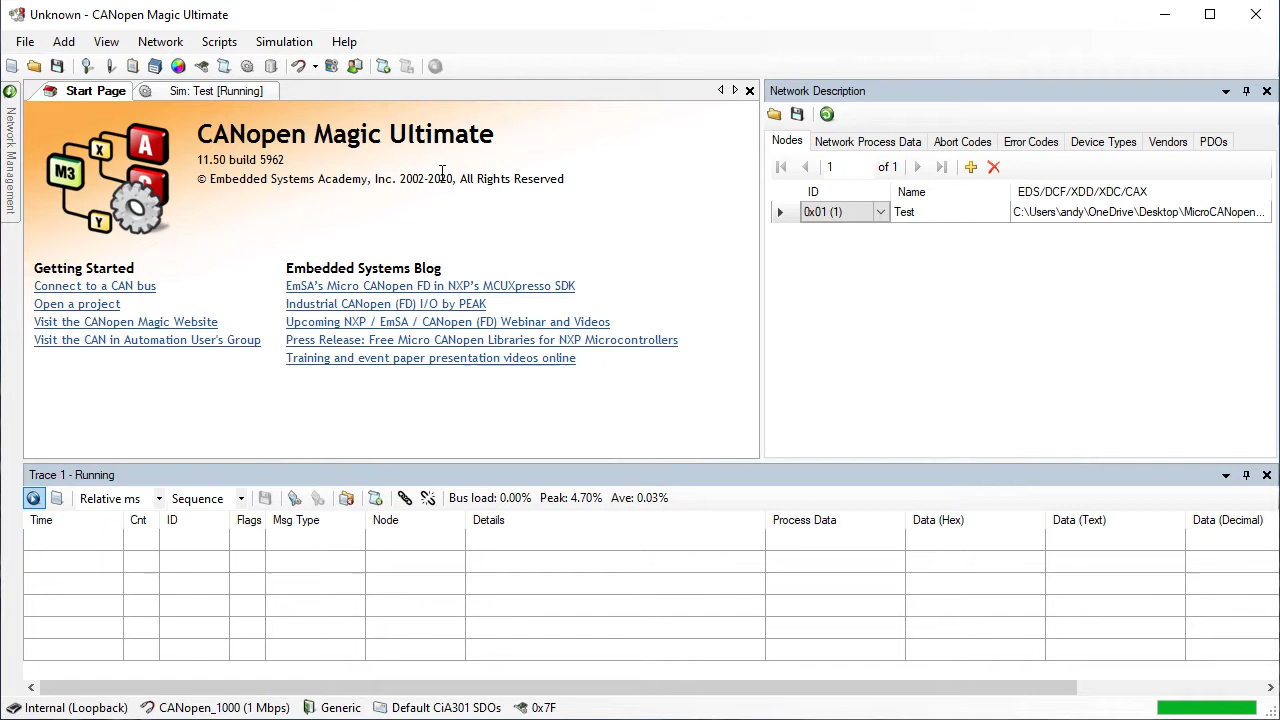 Unknown - CANopen Magic Ultimate
File Add View Network Scripts Simulation Help
Start Page
Sim: Test [Running]
Network Management
CANopen Magic Ultimate
11.50 build 5962
© Embedded Systems Academy, Inc. 2002-2020, All Rights Reserved
Getting Started
Connect to a CAN bus
Open a project
Visit the CANopen Magic Website
Visit the CAN in Automation User's Group
Embedded Systems Blog
EmSA's Micro CANopen FD in NXP's MCUXpresso SDK
Industrial CANopen (FD) I/O by PEAK
Upcoming NXP / EmSA / CANopen (FD) Webinar and Videos
Press Release: Free Micro CANopen Libraries for NXP Microcontrollers
Training and event paper presentation videos online
M3 X A Y
Network Description
Nodes Network Process Data Abort Codes Error Codes Device Types Vendors PDOs
1 of 1
ID Name EDS/DCF/XDD/XDC/CAX
0x01 (1) Test C:\Users\andy\OneDrive\Desktop\MicroCANopen...
Trace 1 - Running
Relative ms Sequence Bus load: 0.00% Peak: 4.70% Ave: 0.03%
Time Cnt ID Flags Msg Type Node Details Process Data Data (Hex) Data (Text) Data (Decimal)
Internal (Loopback) CANopen_1000 (1 Mbps) Generic Default CiA301 SDOs 0x7F